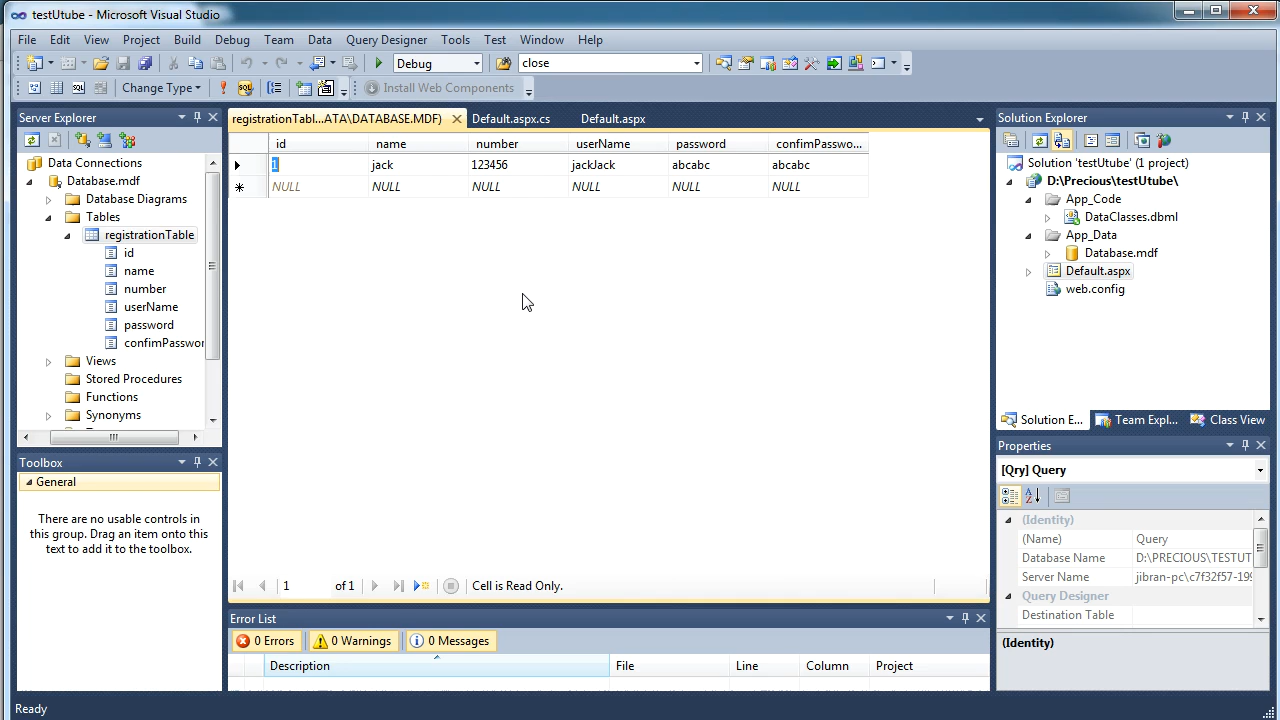 testUtube - Microsoft Visual Studio
File Edit View Project Build Debug Team Data Query Designer Tools Test Window Help
Debug close
SQL Change Type SQL Install Web Components
Server Explorer
Data Connections
Database.mdf
Database Diagrams
Tables
registrationTable
id
name
number
userName
password
confimPasswor
Views
Stored Procedures
Functions
Synonyms
Toolbox
General
There are no usable controls in
this group. Drag an item onto this
text to add it to the toolbox.
registrationTabl...ATA\DATABASE.MDF) Default.aspx.cs Default.aspx
id name number userName password confimPasswo...
1 jack 123456 jackJack abcabc abcabc
NULL NULL NULL NULL NULL NULL
1 of 1 Cell is Read Only.
Error List
0 Errors 0 Warnings 0 Messages
Description File Line Column Project
Solution Explorer
Solution 'testUtube' (1 project)
D:\Precious\testUtube\
App_Code
DataClasses.dbml
App_Data
Database.mdf
Default.aspx
web.config
Solution E... Team Expl... Class View
Properties
[Qry] Query
(Identity)
(Name) Query
Database Name D:\PRECIOUS\TESTUT
Server Name jibran-pc\c7f32f57-199
Query Designer
Destination Table
(Identity)
Ready